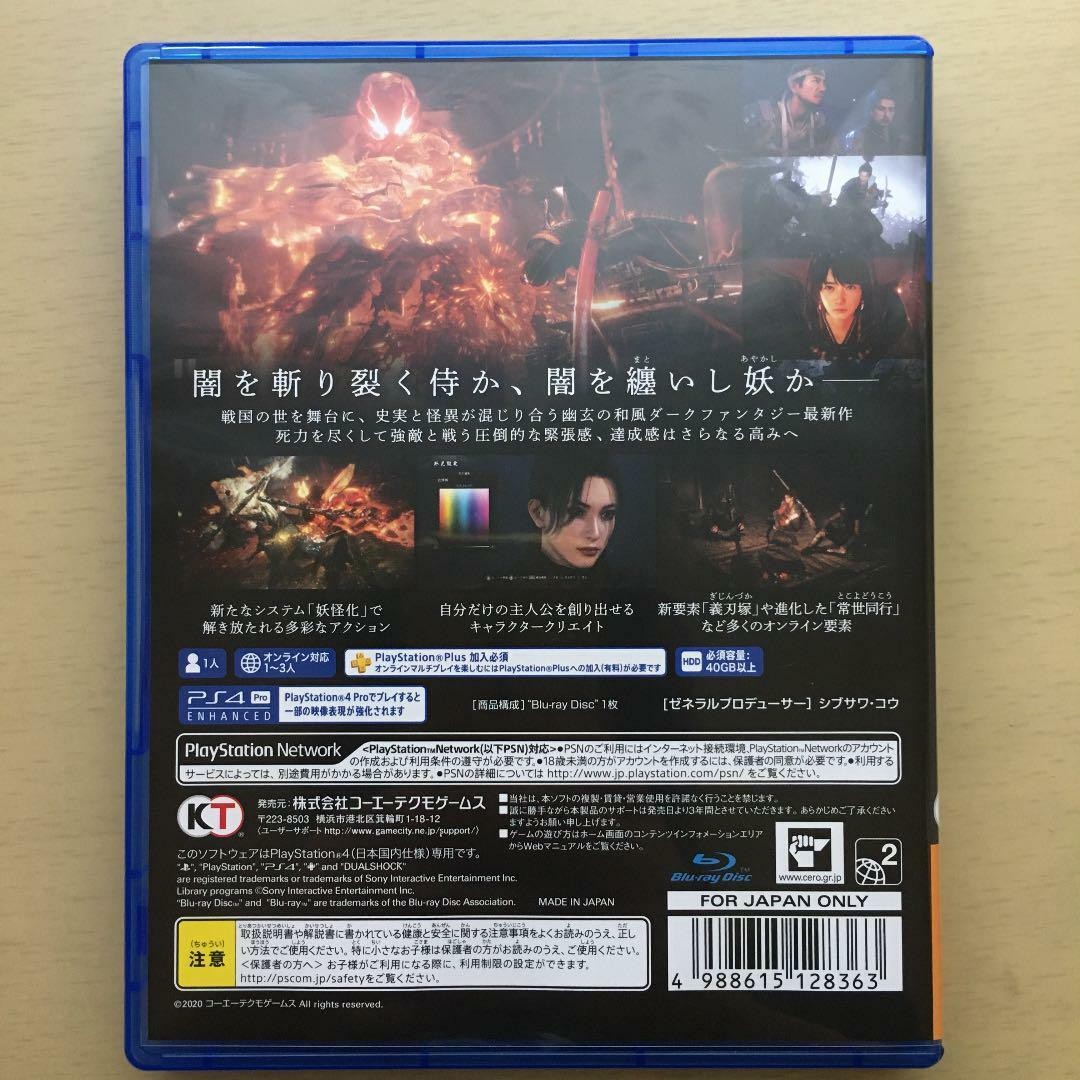 闇を斬り裂く侍か、闇を纏いし妖か——
まと
あやかし
戦国の世を舞台に、史実と怪異が混じり合う幽玄の和風ダークファンタジー最新作
死力を尽くして強敵と戦う圧倒的な緊張感、達成感はさらなる高みへ
新たなシステム「妖怪化」で
解き放たれる多彩なアクション
自分だけの主人公を創り出せる
キャラクタークリエイト
ぎじんづか
とこよどうこう
新要素「義刃塚」や進化した「常世同行」
など多くのオンライン要素
1人
オンライン対応
1~3人
PlayStation®Plus 加入必須
オンラインマルチプレイを楽しむにはPlayStation®Plusへの加入(有料)が必要です
HDD
必須容量:
40GB以上
PS4 Pro
ENHANCED
PlayStation®4 Proでプレイすると
一部の映像表現が強化されます
[商品構成]"Blu-ray Disc" 1枚
[ゼネラルプロデューサー] シブサワ・コウ
PlayStation Network
<PlayStation™Network(以下PSN)対応>●PSNのご利用にはインターネット接続環境、PlayStation™Networkのアカウント
の作成および利用条件の遵守が必要です。●18歳未満の方がアカウントを作成するには、保護者の同意が必要です。●利用する
サービスによっては、別途費用がかかる場合があります。●PSNの詳細については http://www.jp.playstation.com/psn/ をご覧ください。
KT
発売元: 株式会社コーエーテクモゲームス
〒223-8503 横浜市港北区箕輪町1-18-12
〈ユーザーサポート http://www.gamecity.ne.jp/support/〉
■当社は、本ソフトの複製・賃貸・営業使用を許諾なく行うことを禁じます。
■誠に勝手ながら本製品のサポートは発売日より3年間とさせていただきます。あらかじめご了承ください
ますようお願い申し上げます。
■ゲームの遊び方はホーム画面のコンテンツインフォメーションエリア
からWebマニュアルをご覧ください。
このソフトウェアはPlayStation®4(日本国内仕様)専用です。
"PlayStation", "PS4", and "DUALSHOCK"
are registered trademarks or trademarks of Sony Interactive Entertainment Inc.
Library programs ©Sony Interactive Entertainment Inc.
"Blu-ray Disc™" and "Blu-ray™" are trademarks of the Blu-ray Disc Association.
MADE IN JAPAN
Blu-ray Disc™
www.cero.gr.jp
2
FOR JAPAN ONLY
(ちゅうい)
注意
取扱説明書や解説書に書かれている健康と安全に関する注意事項をよくお読みのうえ、正し
い方法でご使用ください。特に小さなお子様は保護者の方がお読みのうえ、ご使用ください。
<保護者の方へ> お子様がご利用になる際に、利用制限の設定ができます。
http://pscom.jp/safetyをご覧ください。
4 988615 128363
©2020 コーエーテクモゲームス All rights reserved.